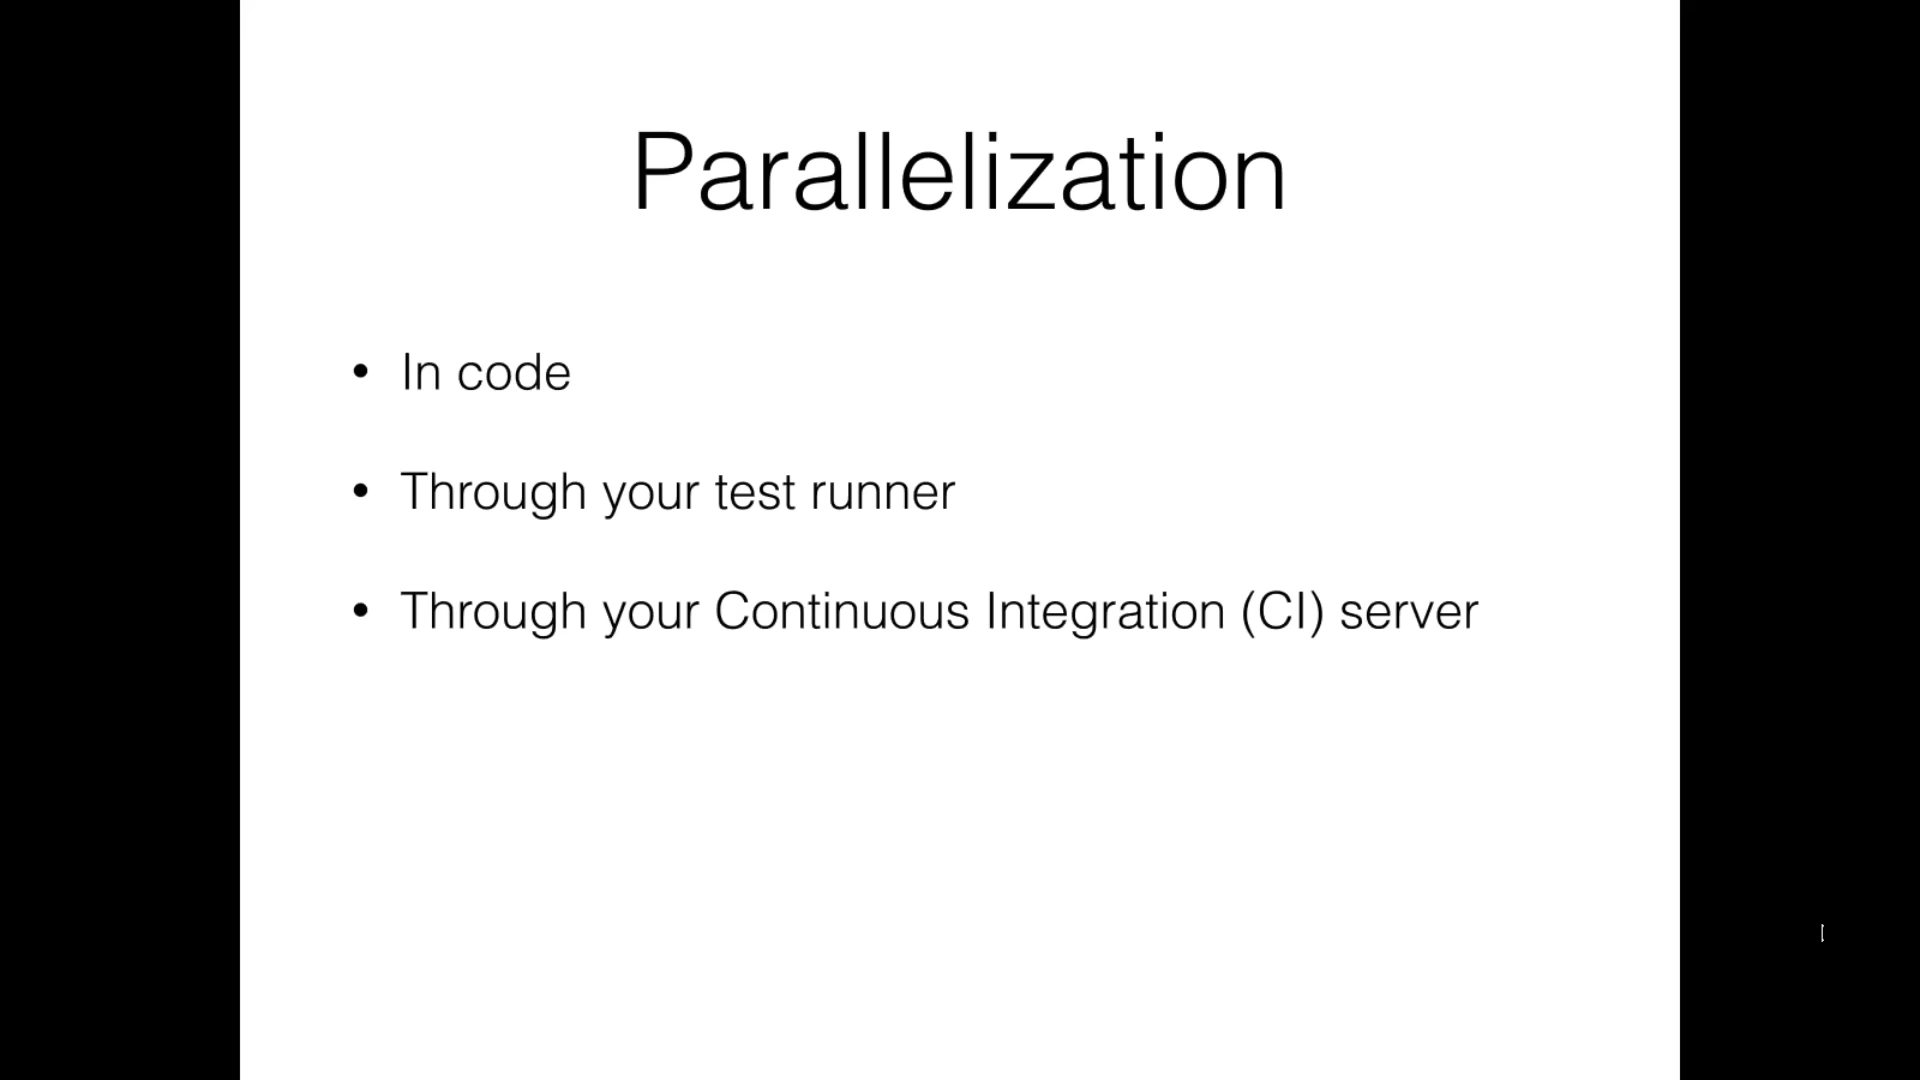 Parallelization
• In code
• Through your test runner
• Through your Continuous Integration (CI) server